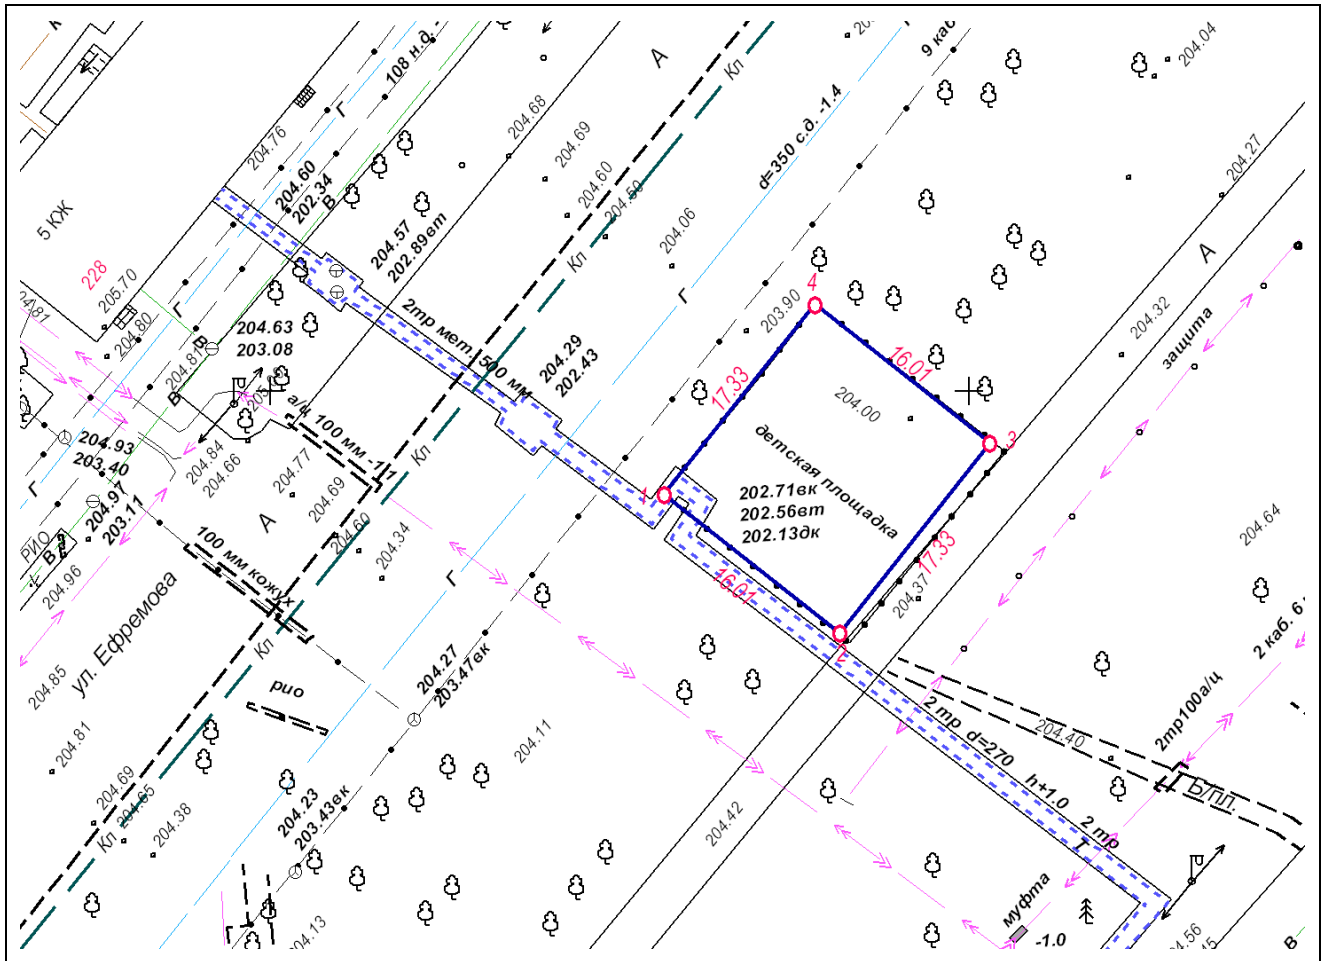 К
108 н.д.
А
Кл
9 каб
204.04
204.68
204.69
204.76
Г
204.60
202.34
В
204.60
204.50
d=350 с.д. -1.4
204.27
5 КЖ
204.57
202.89вт
Кл
204.06
А
228
205.70
4
203.90
204.32
защита
204.80
Г
В
204.63
203.08
2тр мет. 500 мм
204.29
202.43
16.01
17.33
204.81
В
204.00
а/ц 100 мм -1.1
детская площадка
3
204.93
203.40
204.84
204.66
204.77
204.69
Кл
1
202.71вк
202.56вт
202.13дк
Г
204.97
203.11
А
204.60
204.34
17.33
204.64
РИО
В
100 мм кожух
Г
16.01
204.37
204.96
ул. Ефремова
Кл
2
2 каб. 6
204.85
рио
204.27
203.47вк
2тр100а/ц
204.81
204.11
2 тр d=270 h+1.0 2 тр
204.40
204.69
204.65
204.38
Кл
204.23
203.43вк
204.42
Б/ПЛ.
муфта
-1.0
В